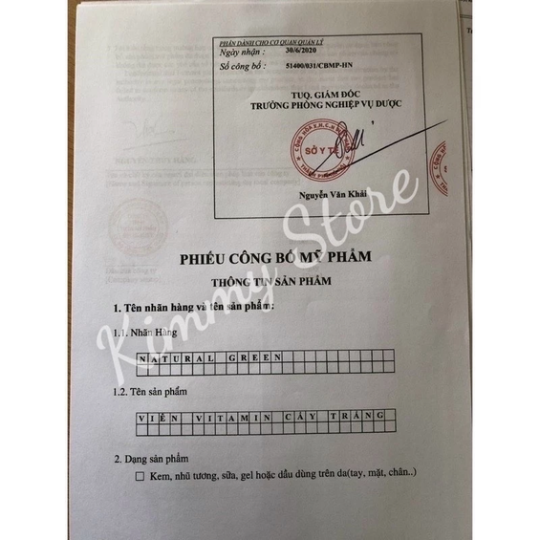 PHẦN DÀNH CHO CƠ QUAN QUẢN LÝ
Ngày nhận : 30/6/2020
Số công bố : 51400/031/CBMP-HN
TUQ. GIÁM ĐỐC
TRƯỞNG PHÒNG NGHIỆP VỤ DƯỢC
SỞ Y TẾ
Nguyễn Văn Khải
Kimmy Store
PHIẾU CÔNG BỐ MỸ PHẨM
THÔNG TIN SẢN PHẨM
1. Tên nhãn hàng và tên sản phẩm:
1.1. Nhãn Hàng
NATURAL GREEN
1.2. Tên sản phẩm
VIÊN VITAMIN CẤY TRẮNG
2. Dạng sản phẩm
Kem, nhũ tương, sữa, gel hoặc dầu dùng trên da(tay, mặt, chân..)